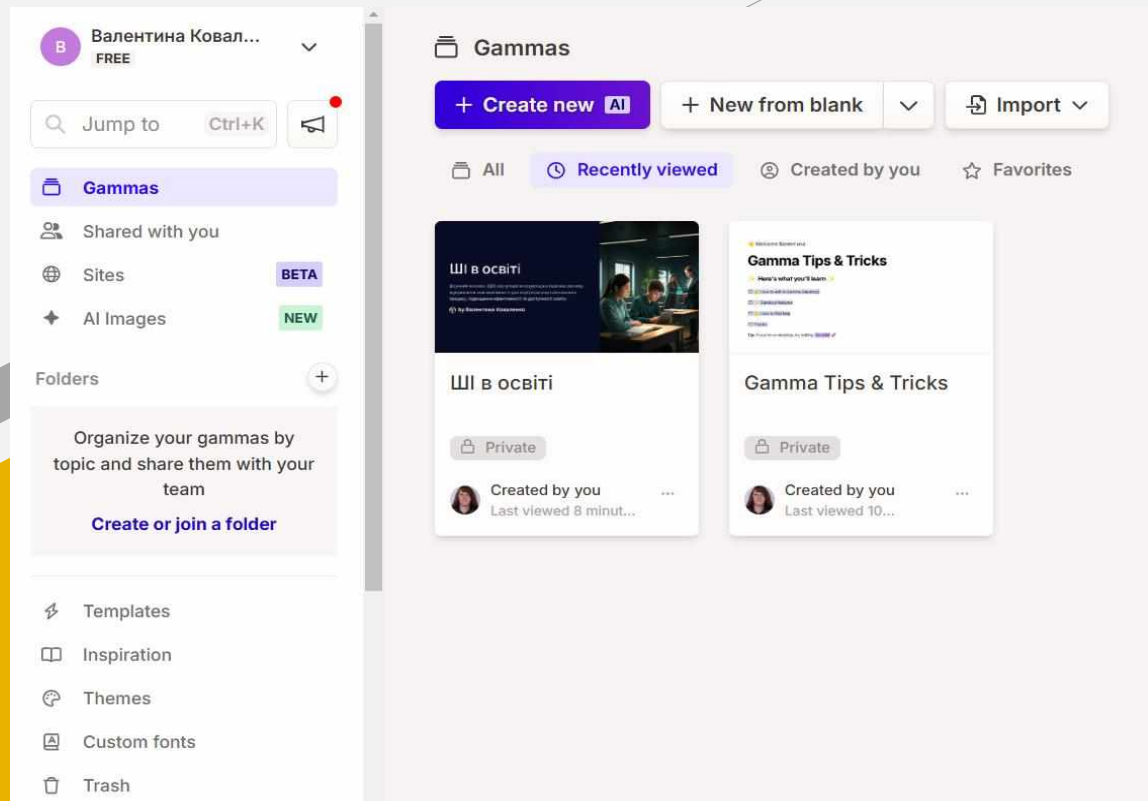 В
Валентина Ковал...
FREE
Jump to Ctrl+K
Gammas
Shared with you
Sites BETA
AI Images NEW
Folders
+
Organize your gammas by
topic and share them with your
team
Create or join a folder
Templates
Inspiration
Themes
Custom fonts
Trash
Gammas
+ Create new AI
+ New from blank
Import
All
Recently viewed
Created by you
Favorites
ШІ в освіті
by Валентина Коваленко
ШІ в освіті
Private
Created by you
...
Last viewed 8 minut...
Gamma Tips & Tricks
Here's what you'll learn
Gamma Tips & Tricks
Private
Created by you
...
Last viewed 10...